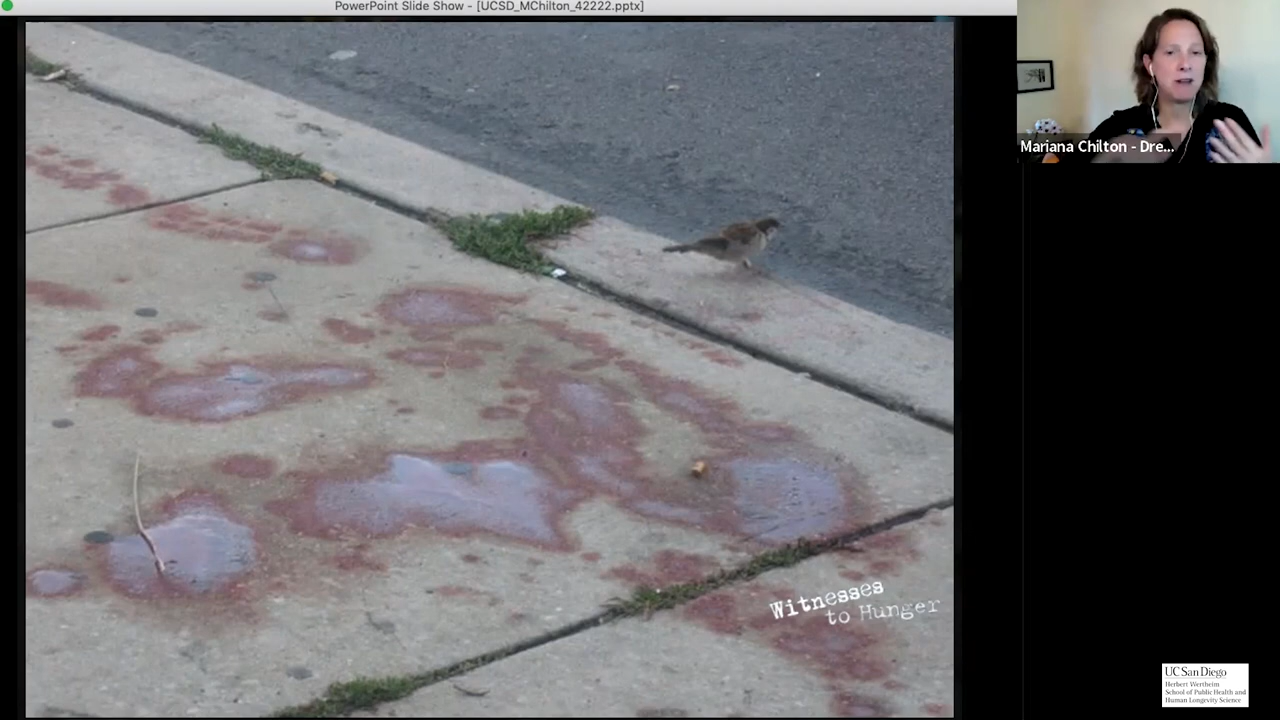 PowerPoint Slide Show - [UCSD_MChilton_42222.pptx]
Mariana Chilton - Dre...
Witnesses
to Hunger
UC San Diego
Herbert Wertheim
School of Public Health and
Human Longevity Science